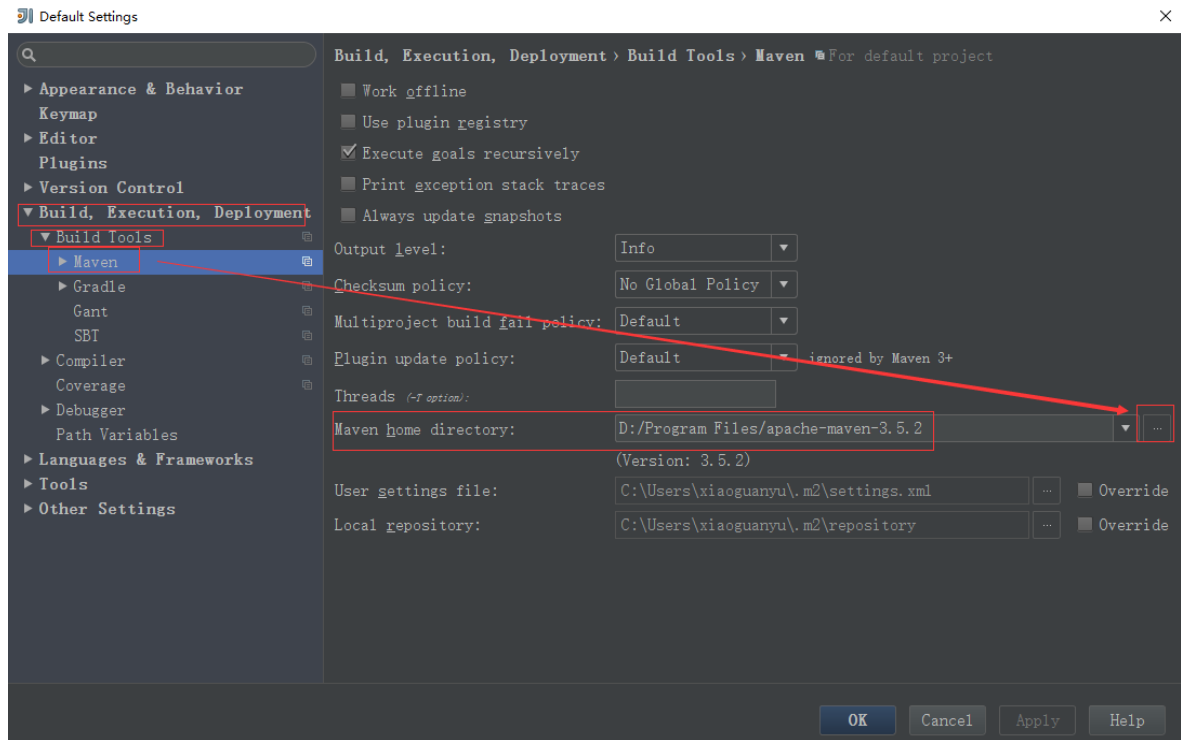 Default Settings
Build, Execution, Deployment › Build Tools › Maven For default project
Appearance & Behavior
Keymap
Editor
Plugins
Version Control
Build, Execution, Deployment
Build Tools
Maven
Gradle
Gant
SBT
Compiler
Coverage
Debugger
Path Variables
Languages & Frameworks
Tools
Other Settings
Work offline
Use plugin registry
Execute goals recursively
Print exception stack traces
Always update snapshots
Output level: Info
Checksum policy: No Global Policy
Multiproject build fail policy: Default
Plugin update policy: Default ignored by Maven 3+
Threads (-T option):
Maven home directory: D:/Program Files/apache-maven-3.5.2 ...
(Version: 3.5.2)
User settings file: C:\Users\xiaoguanyu\.m2\settings.xml ... Override
Local repository: C:\Users\xiaoguanyu\.m2\repository ... Override
OK Cancel Apply Help